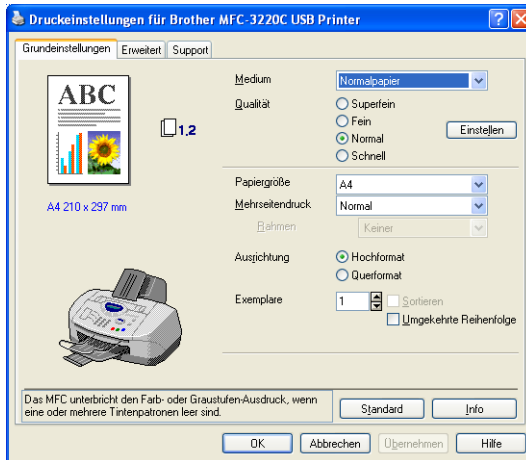 Druckeinstellungen für Brother MFC-3220C USB Printer
Grundeinstellungen Erweitert Support
ABC
1.2
A4 210 x 297 mm
Medium Normalpapier
Qualität Superfein
Fein
Normal
Schnell
Einstellen
Papiergröße A4
Mehrseitendruck Normal
Rahmen Keiner
Ausrichtung Hochformat
Querformat
Exemplare 1 Sortieren
Umgekehrte Reihenfolge
Das MFC unterbricht den Farb- oder Graustufen-Ausdruck, wenn
eine oder mehrere Tintenpatronen leer sind.
Standard Info
OK Abbrechen Übernehmen Hilfe